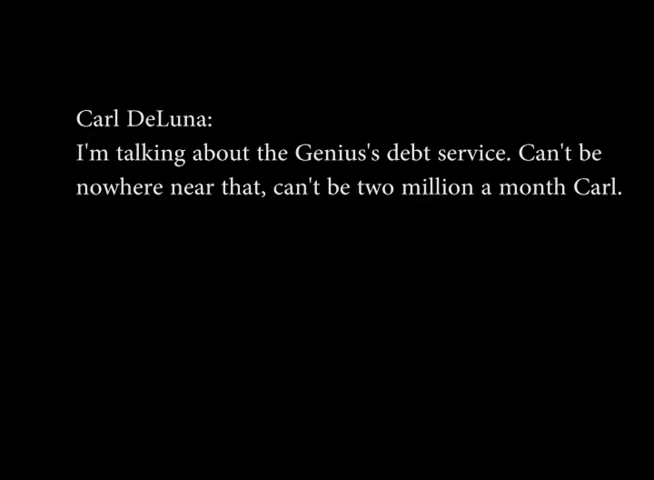 Carl DeLuna:
I'm talking about the Genius's debt service. Can't be
nowhere near that, can't be two million a month Carl.